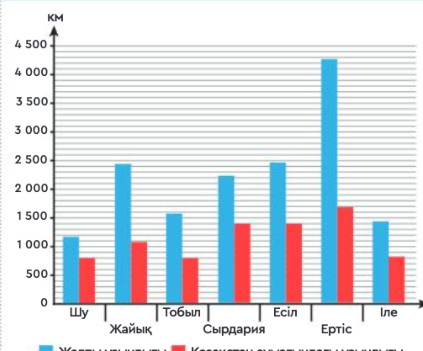 км
4 500
4 000
3 500
3 000
2 500
2 000
1 500
1 000
500
0
Шу
Тобыл
Есіл
Іле
Жайық
Сырдария
Ертіс